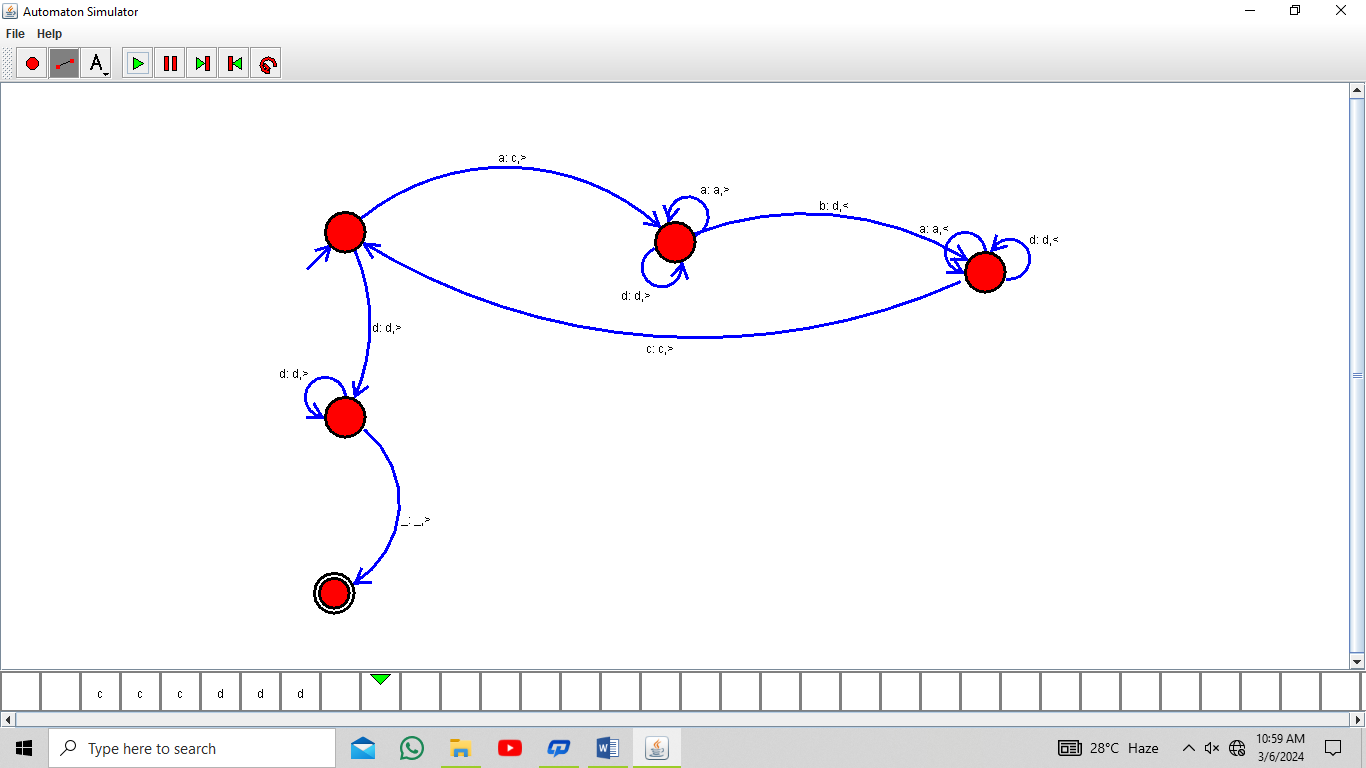 Automaton Simulator
File Help
A
a: c,>
a: a,>
b: d,<
a: a,<
d: d,<
d: d,>
d: d,>
c: c,>
d: d,>
_: _,>
c c c d d d
Type here to search
28°C Haze
10:59 AM
3/6/2024